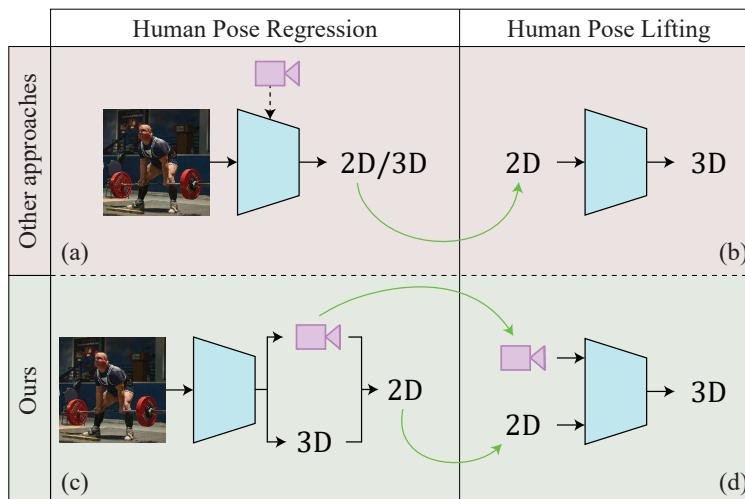 Human Pose Regression
Human Pose Lifting
Other approaches
2D/3D
2D
3D
(a)
(b)
Ours
2D
3D
2D
3D
(c)
(d)